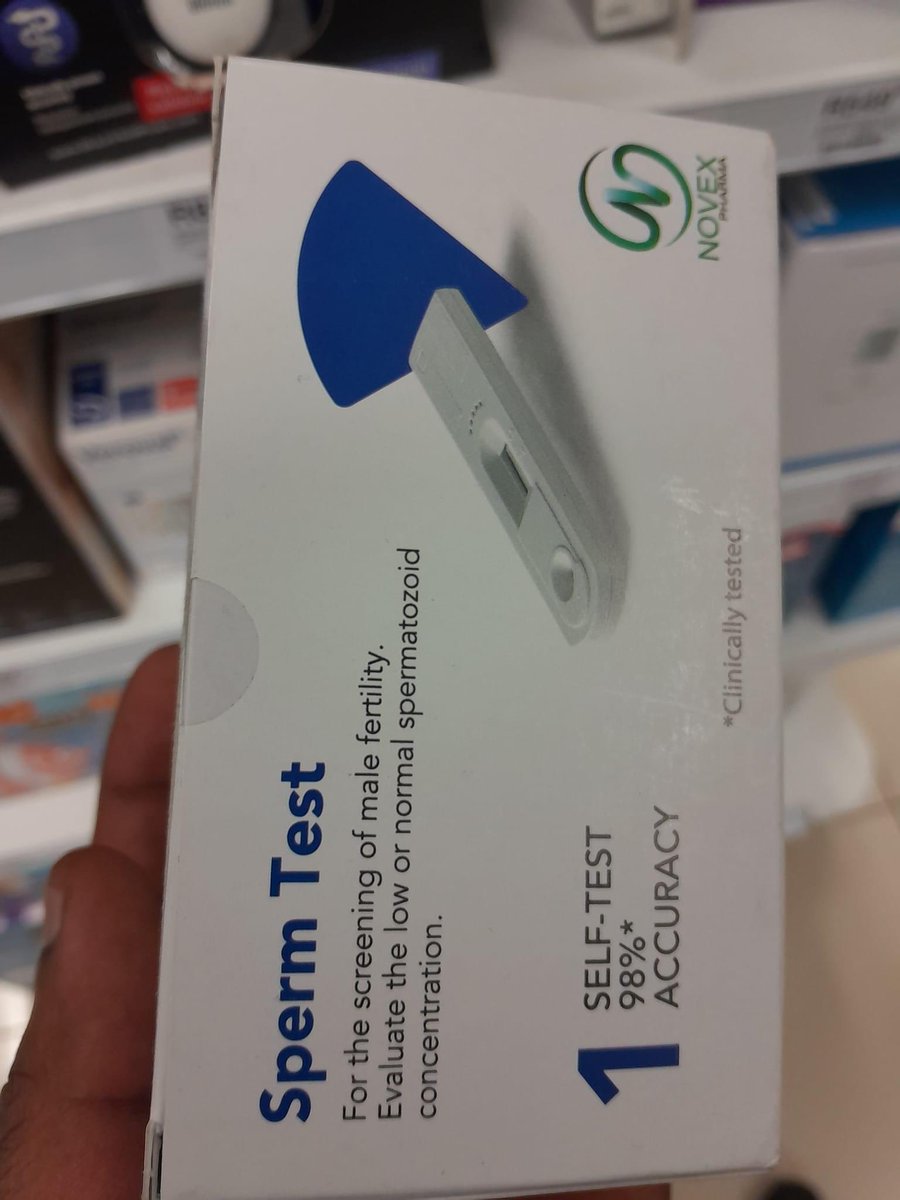 Sperm Test
For the screening of male fertility.
Evaluate the low or normal spermatozoid
concentration.
1
SELF-TEST
98%*
ACCURACY
*Clinically tested
NOVEX
PHARMA